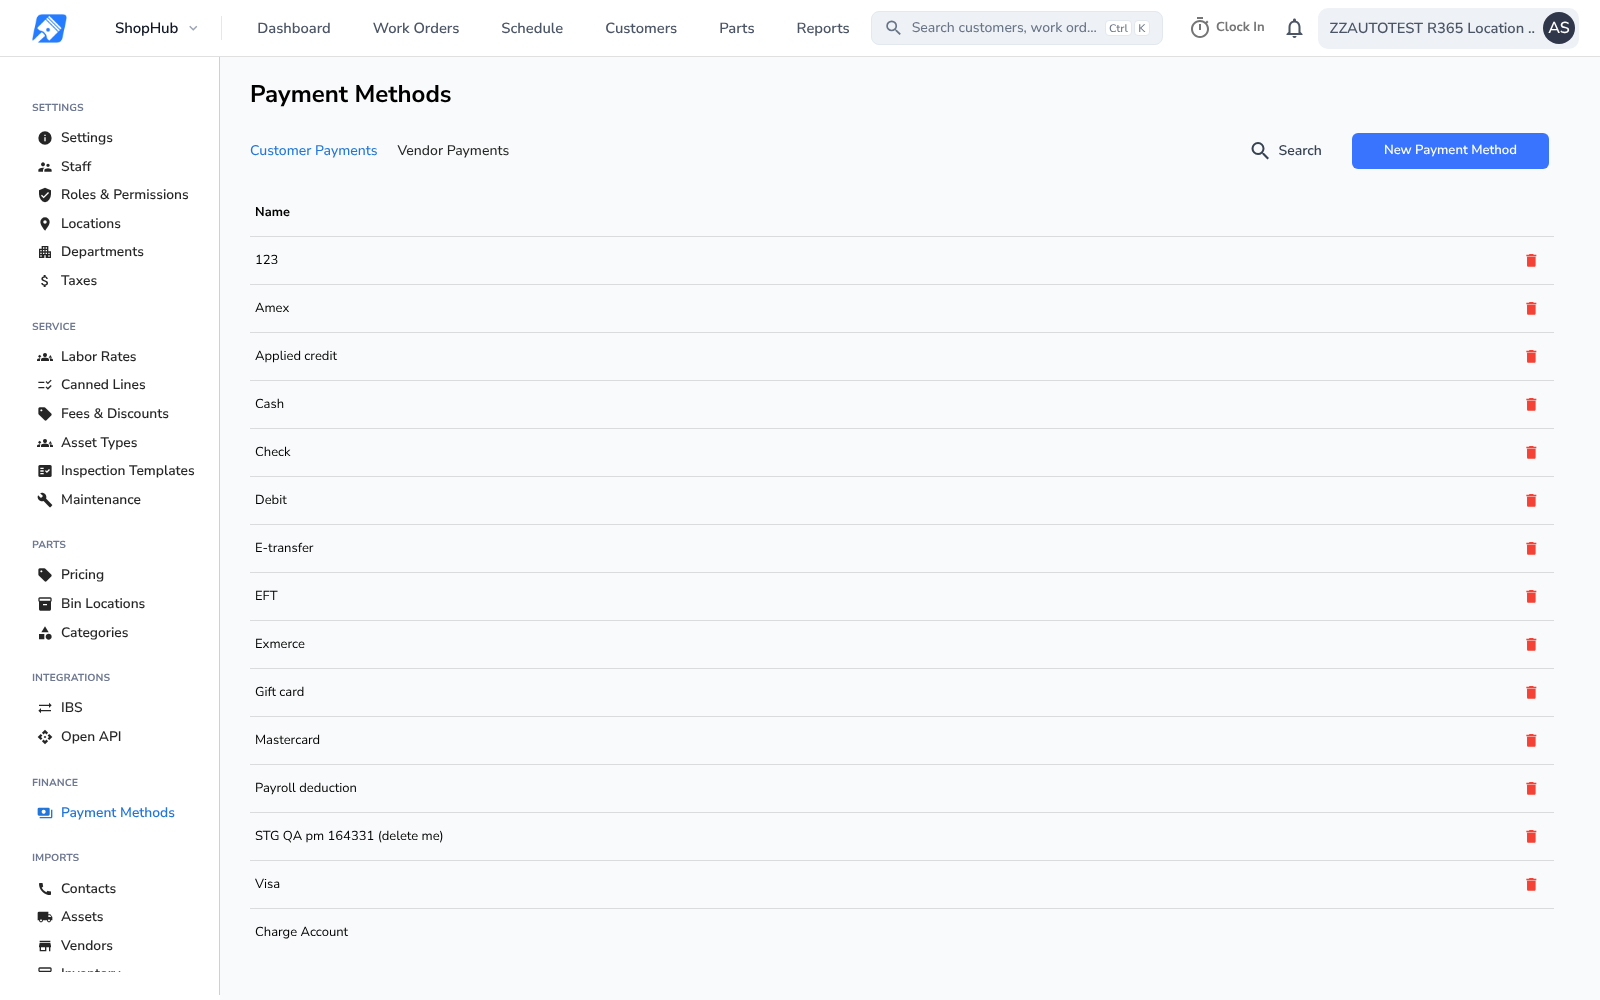 ShopHub
Dashboard
Work Orders
Schedule
Customers
Parts
Reports
Search customers, work ord...
Ctrl
K
Clock In
ZZAUTOTEST R365 Location ..
AS
SETTINGS
Settings
Staff
Roles & Permissions
Locations
Departments
Taxes
SERVICE
Labor Rates
Canned Lines
Fees & Discounts
Asset Types
Inspection Templates
Maintenance
PARTS
Pricing
Bin Locations
Categories
INTEGRATIONS
IBS
Open API
FINANCE
Payment Methods
IMPORTS
Contacts
Assets
Vendors
Payment Methods
Customer Payments
Vendor Payments
Search
New Payment Method
Name
123
Amex
Applied credit
Cash
Check
Debit
E-transfer
EFT
Exmerce
Gift card
Mastercard
Payroll deduction
STG QA pm 164331 (delete me)
Visa
Charge Account